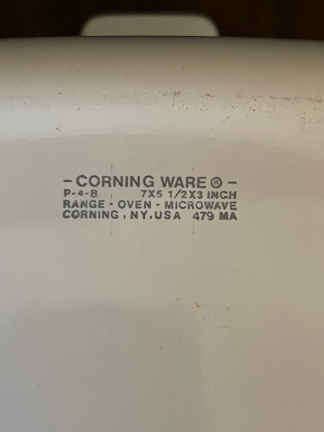 - CORNING WARE ® -
P-4-B 7X5 1/2X3 INCH
RANGE - OVEN - MICROWAVE
CORNING, NY, USA 479 MA